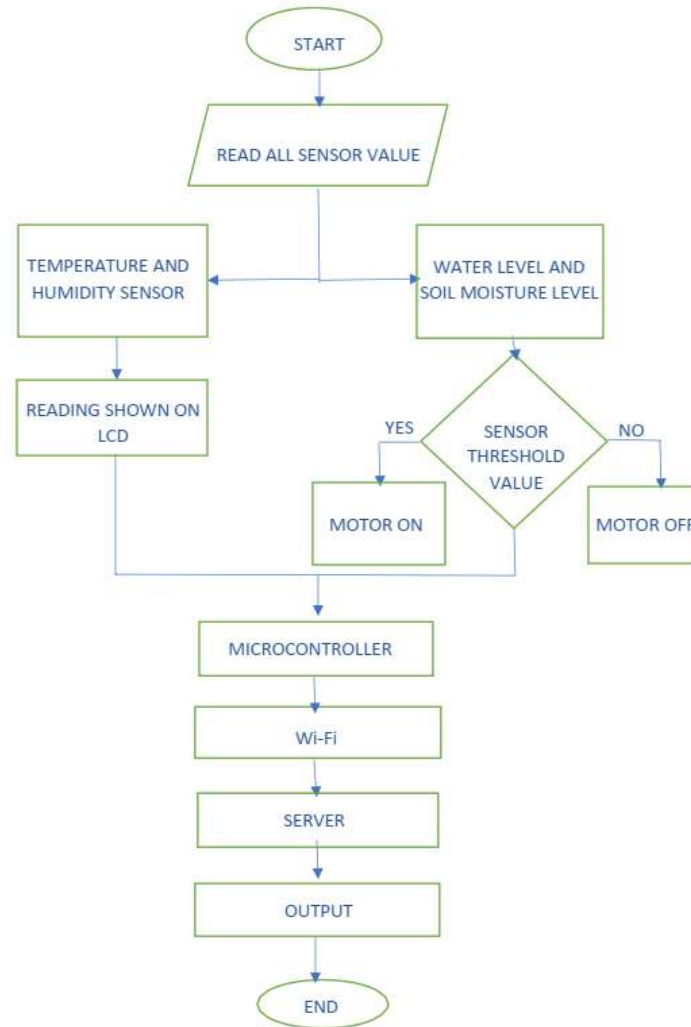 START
READ ALL SENSOR VALUE
TEMPERATURE AND
HUMIDITY SENSOR
WATER LEVEL AND
SOIL MOISTURE LEVEL
READING SHOWN ON
LCD
YES
SENSOR
THRESHOLD
VALUE
NO
MOTOR ON
MOTOR OFF
MICROCONTROLLER
Wi-Fi
SERVER
OUTPUT
END